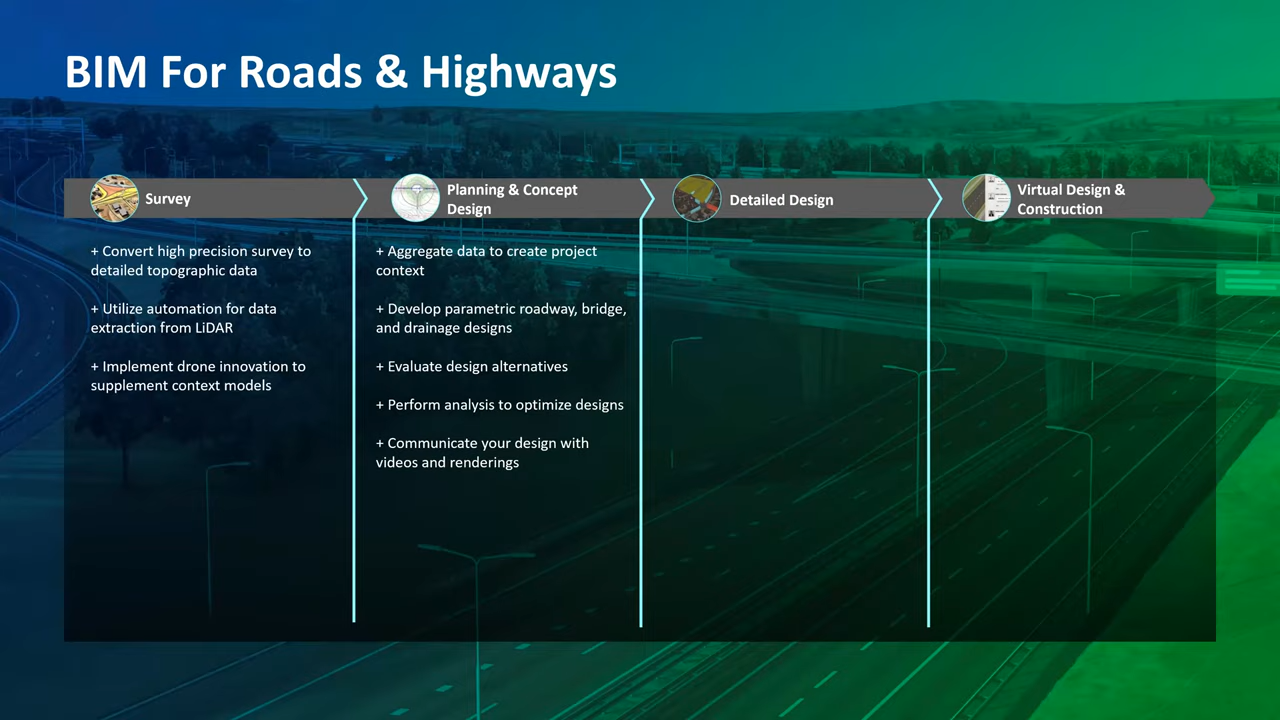 BIM For Roads & Highways
Survey
Planning & Concept
Design
Detailed Design
Virtual Design &
Construction
+ Convert high precision survey to
detailed topographic data
+ Utilize automation for data
extraction from LiDAR
+ Implement drone innovation to
supplement context models
+ Aggregate data to create project
context
+ Develop parametric roadway, bridge,
and drainage designs
+ Evaluate design alternatives
+ Perform analysis to optimize designs
+ Communicate your design with
videos and renderings